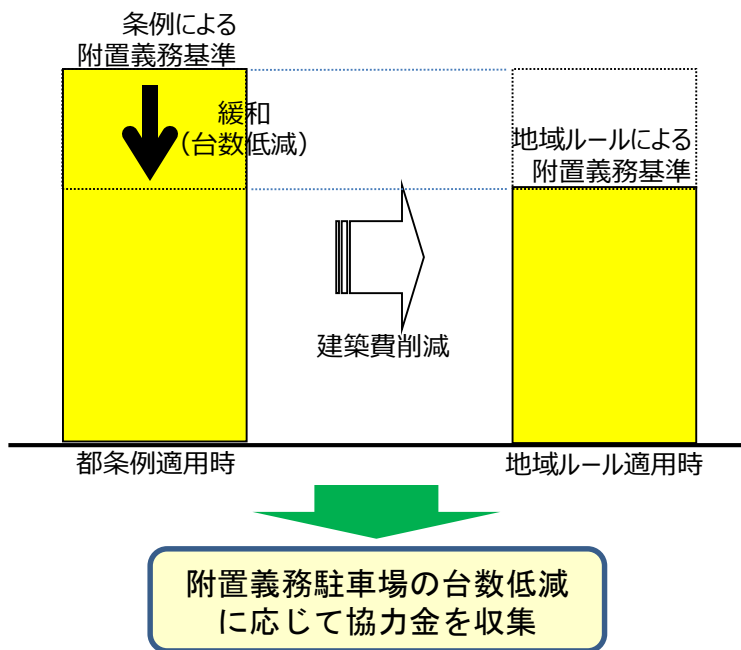 条例による
附置義務基準
緩和
（台数低減）
地域ルールによる
附置義務基準
建築費削減
都条例適用時
地域ルール適用時
附置義務駐車場の台数低減
に応じて協力金を収集